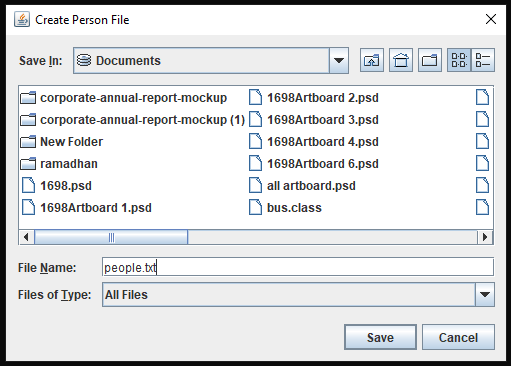 Create Person File
Save In: Documents
corporate-annual-report-mockup
corporate-annual-report-mockup (1)
New Folder
ramadhan
1698.psd
1698Artboard 1.psd
1698Artboard 2.psd
1698Artboard 3.psd
1698Artboard 4.psd
1698Artboard 6.psd
all artboard.psd
bus.class
File Name: people.txt
Files of Type: All Files
Save Cancel